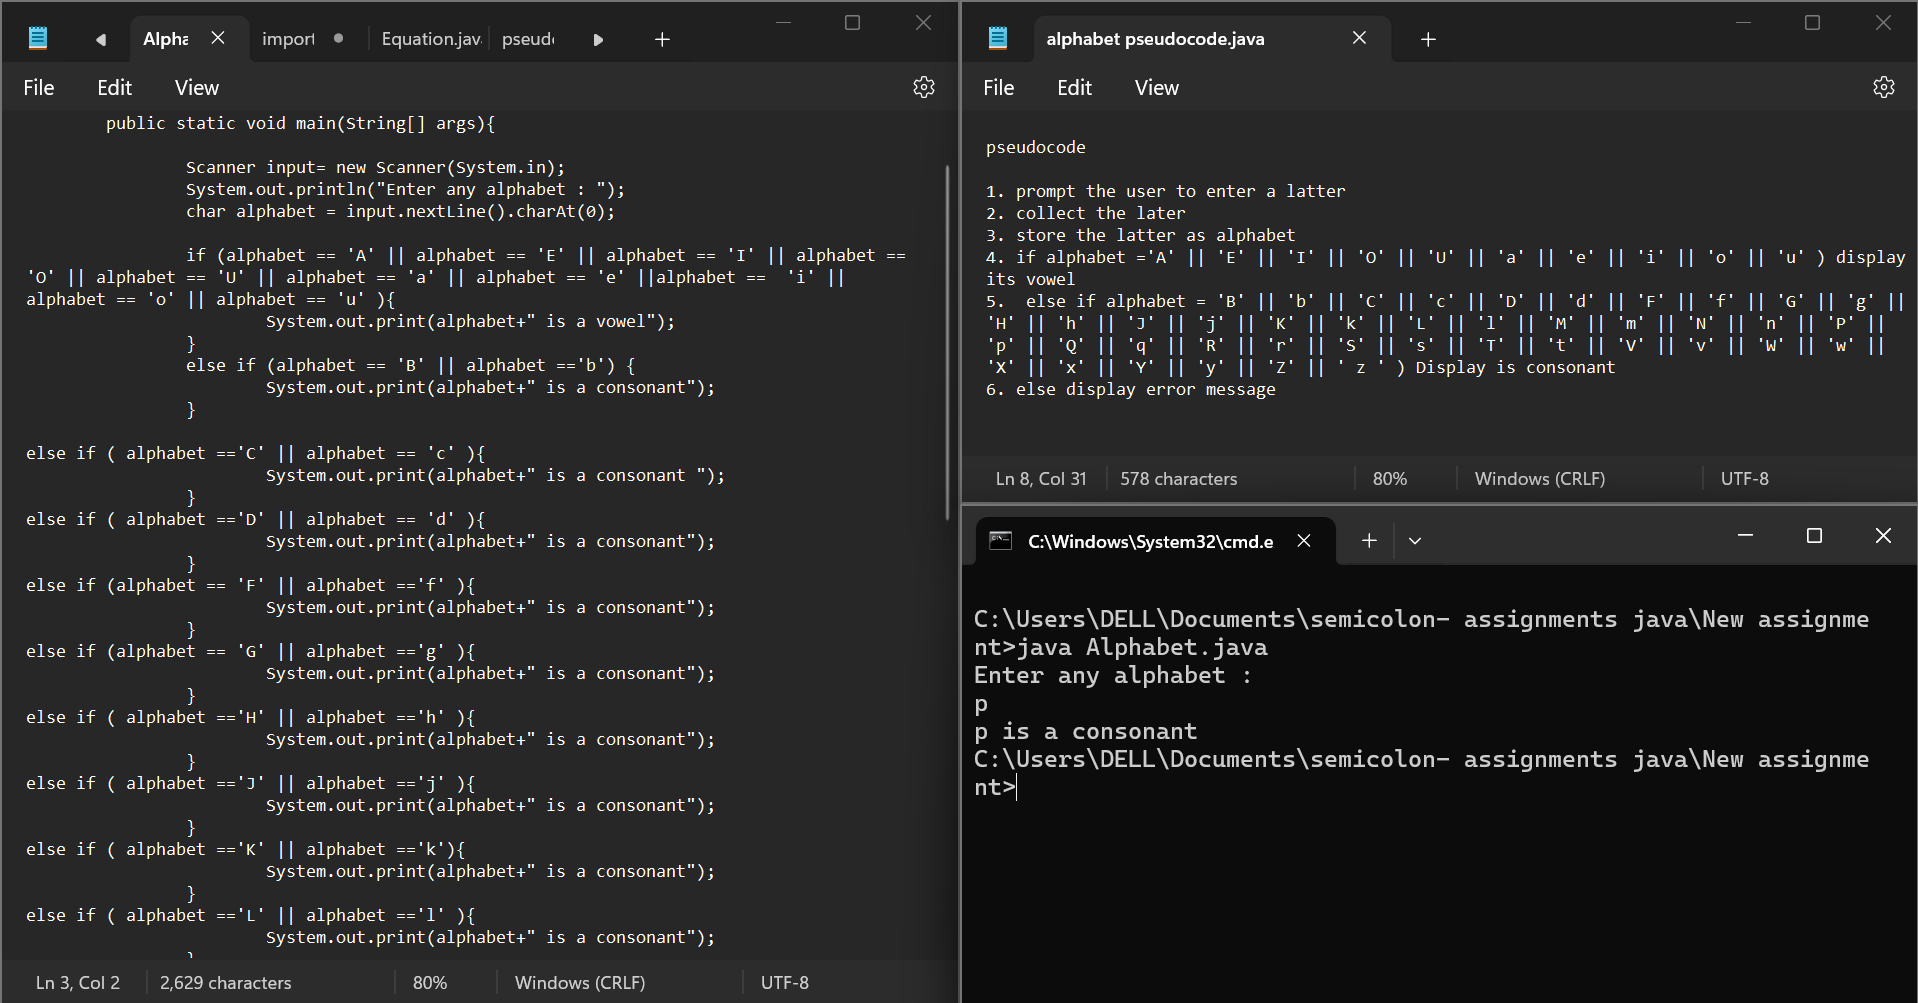 Alpha
import
Equation.jav
pseud
File
Edit
View
public static void main(String[] args){
Scanner input= new Scanner(System.in);
System.out.println("Enter any alphabet : ");
char alphabet = input.nextLine().charAt(0);
if (alphabet == 'A' || alphabet == 'E' || alphabet == 'I' || alphabet ==
'O' || alphabet == 'U' || alphabet == 'a' || alphabet == 'e' ||alphabet ==  'i' ||
alphabet == 'o' || alphabet == 'u' ){
System.out.print(alphabet+" is a vowel");
}
else if (alphabet == 'B' || alphabet =='b') {
System.out.print(alphabet+" is a consonant");
}
else if ( alphabet =='C' || alphabet == 'c' ){
System.out.print(alphabet+" is a consonant ");
}
else if ( alphabet =='D' || alphabet == 'd' ){
System.out.print(alphabet+" is a consonant");
}
else if (alphabet == 'F' || alphabet =='f' ){
System.out.print(alphabet+" is a consonant");
}
else if (alphabet == 'G' || alphabet =='g' ){
System.out.print(alphabet+" is a consonant");
}
else if ( alphabet =='H' || alphabet =='h' ){
System.out.print(alphabet+" is a consonant");
}
else if ( alphabet =='J' || alphabet =='j' ){
System.out.print(alphabet+" is a consonant");
}
else if ( alphabet =='K' || alphabet =='k'){
System.out.print(alphabet+" is a consonant");
}
else if ( alphabet =='L' || alphabet =='l' ){
System.out.print(alphabet+" is a consonant");
}
Ln 3, Col 2
2,629 characters
80%
Windows (CRLF)
UTF-8
alphabet pseudocode.java
File
Edit
View
pseudocode
1. prompt the user to enter a latter
2. collect the later
3. store the latter as alphabet
4. if alphabet ='A' || 'E' || 'I' || 'O' || 'U' || 'a' || 'e' || 'i' || 'o' || 'u' ) display
its vowel
5.  else if alphabet = 'B' || 'b' || 'C' || 'c' || 'D' || 'd' || 'F' || 'f' || 'G' || 'g' ||
'H' || 'h' || 'J' || 'j' || 'K' || 'k' || 'L' || 'l' || 'M' || 'm' || 'N' || 'n' || 'P' ||
'p' || 'Q' || 'q' || 'R' || 'r' || 'S' || 's' || 'T' || 't' || 'V' || 'v' || 'W' || 'w' ||
'X' || 'x' || 'Y' || 'y' || 'Z' || ' z ' ) Display is consonant
6. else display error message
Ln 8, Col 31
578 characters
80%
Windows (CRLF)
UTF-8
C:\Windows\System32\cmd.e
C:\Users\DELL\Documents\semicolon- assignments java\New assignme
nt>java Alphabet.java
Enter any alphabet :
p
p is a consonant
C:\Users\DELL\Documents\semicolon- assignments java\New assignme
nt>